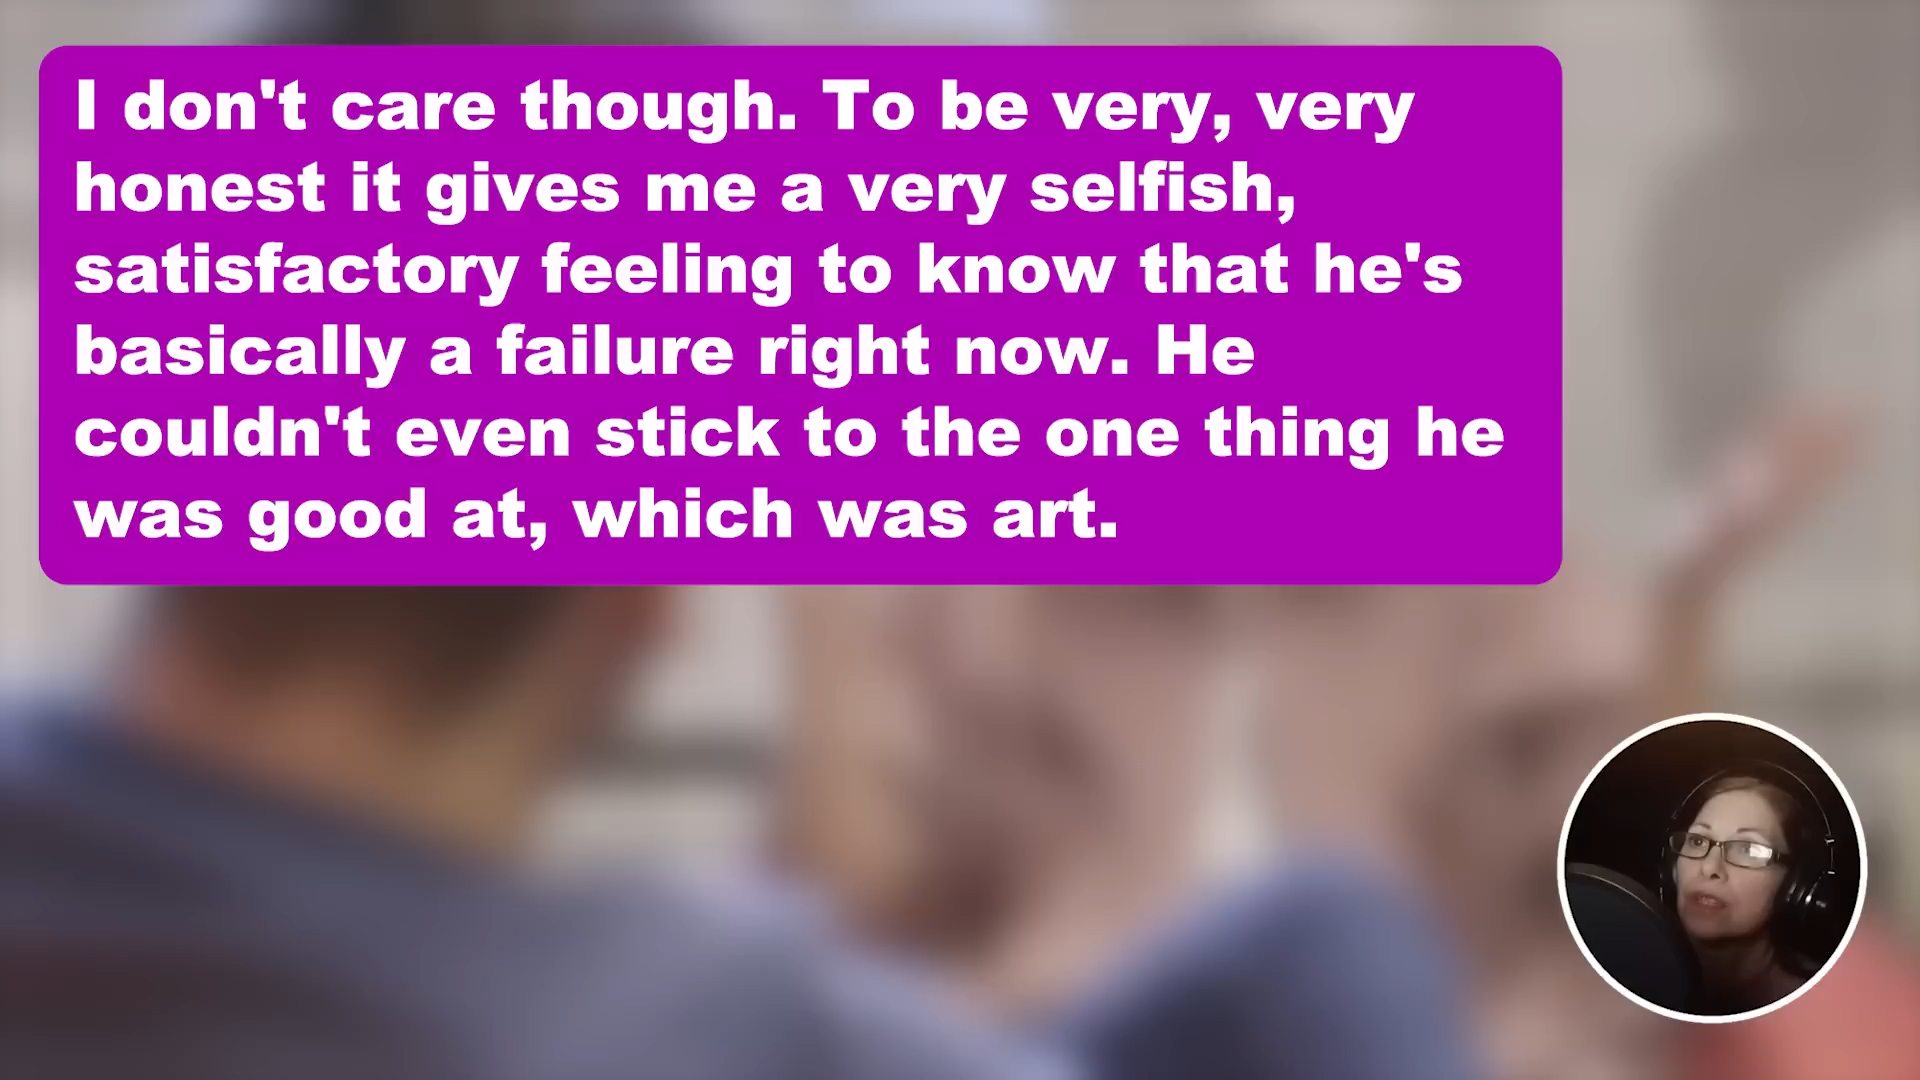 I don't care though. To be very, very
honest it gives me a very selfish,
satisfactory feeling to know that he's
basically a failure right now. He
couldn't even stick to the one thing he
was good at, which was art.